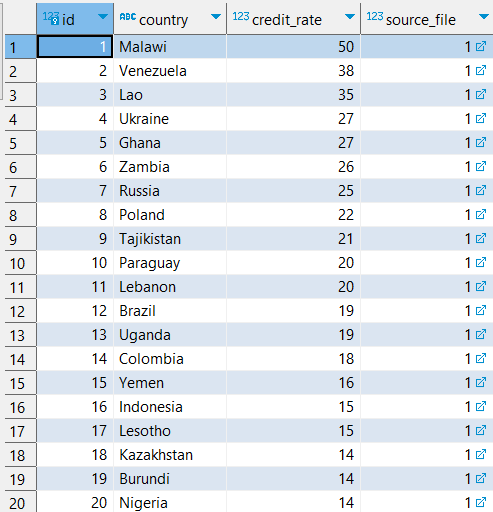 123 id ABC country 123 credit_rate 123 source_file
1 1 Malawi 50 1
2 2 Venezuela 38 1
3 3 Lao 35 1
4 4 Ukraine 27 1
5 5 Ghana 27 1
6 6 Zambia 26 1
7 7 Russia 25 1
8 8 Poland 22 1
9 9 Tajikistan 21 1
10 10 Paraguay 20 1
11 11 Lebanon 20 1
12 12 Brazil 19 1
13 13 Uganda 19 1
14 14 Colombia 18 1
15 15 Yemen 16 1
16 16 Indonesia 15 1
17 17 Lesotho 15 1
18 18 Kazakhstan 14 1
19 19 Burundi 14 1
20 20 Nigeria 14 1